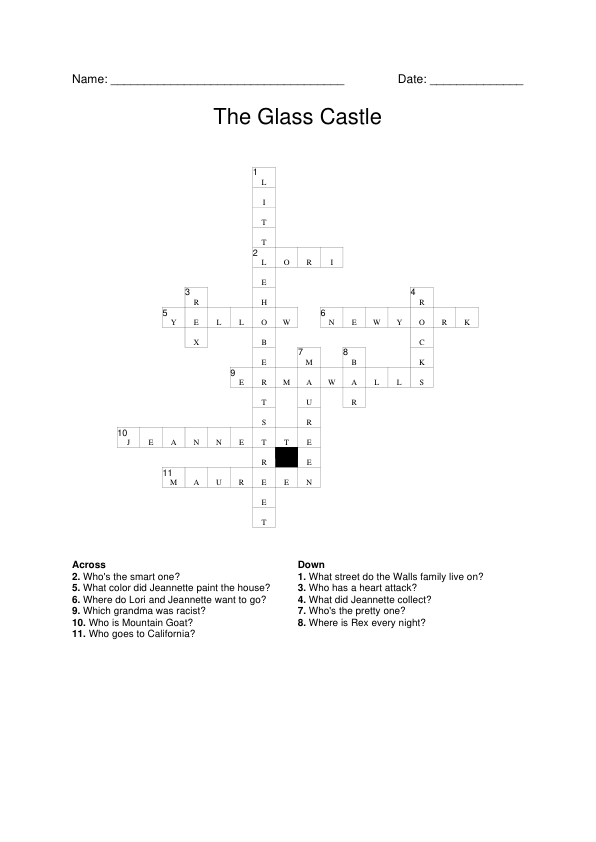 Name: ___________________________________ Date: ______________
The Glass Castle
1
L
I
T
T
2
L O R I
E
3 4
R H R
5 6
Y E L L O W N E W Y O R K
X B C
7 8
E M B K
9
E R M A W A L L S
T U R
S R
10
J E A N N E T T E
R E
11
M A U R E E N
E
T
Across Down
2. Who's the smart one? 1. What street do the Walls family live on?
5. What color did Jeannette paint the house? 3. Who has a heart attack?
6. Where do Lori and Jeannette want to go? 4. What did Jeannette collect?
9. Which grandma was racist? 7. Who's the pretty one?
10. Who is Mountain Goat? 8. Where is Rex every night?
11. Who goes to California?